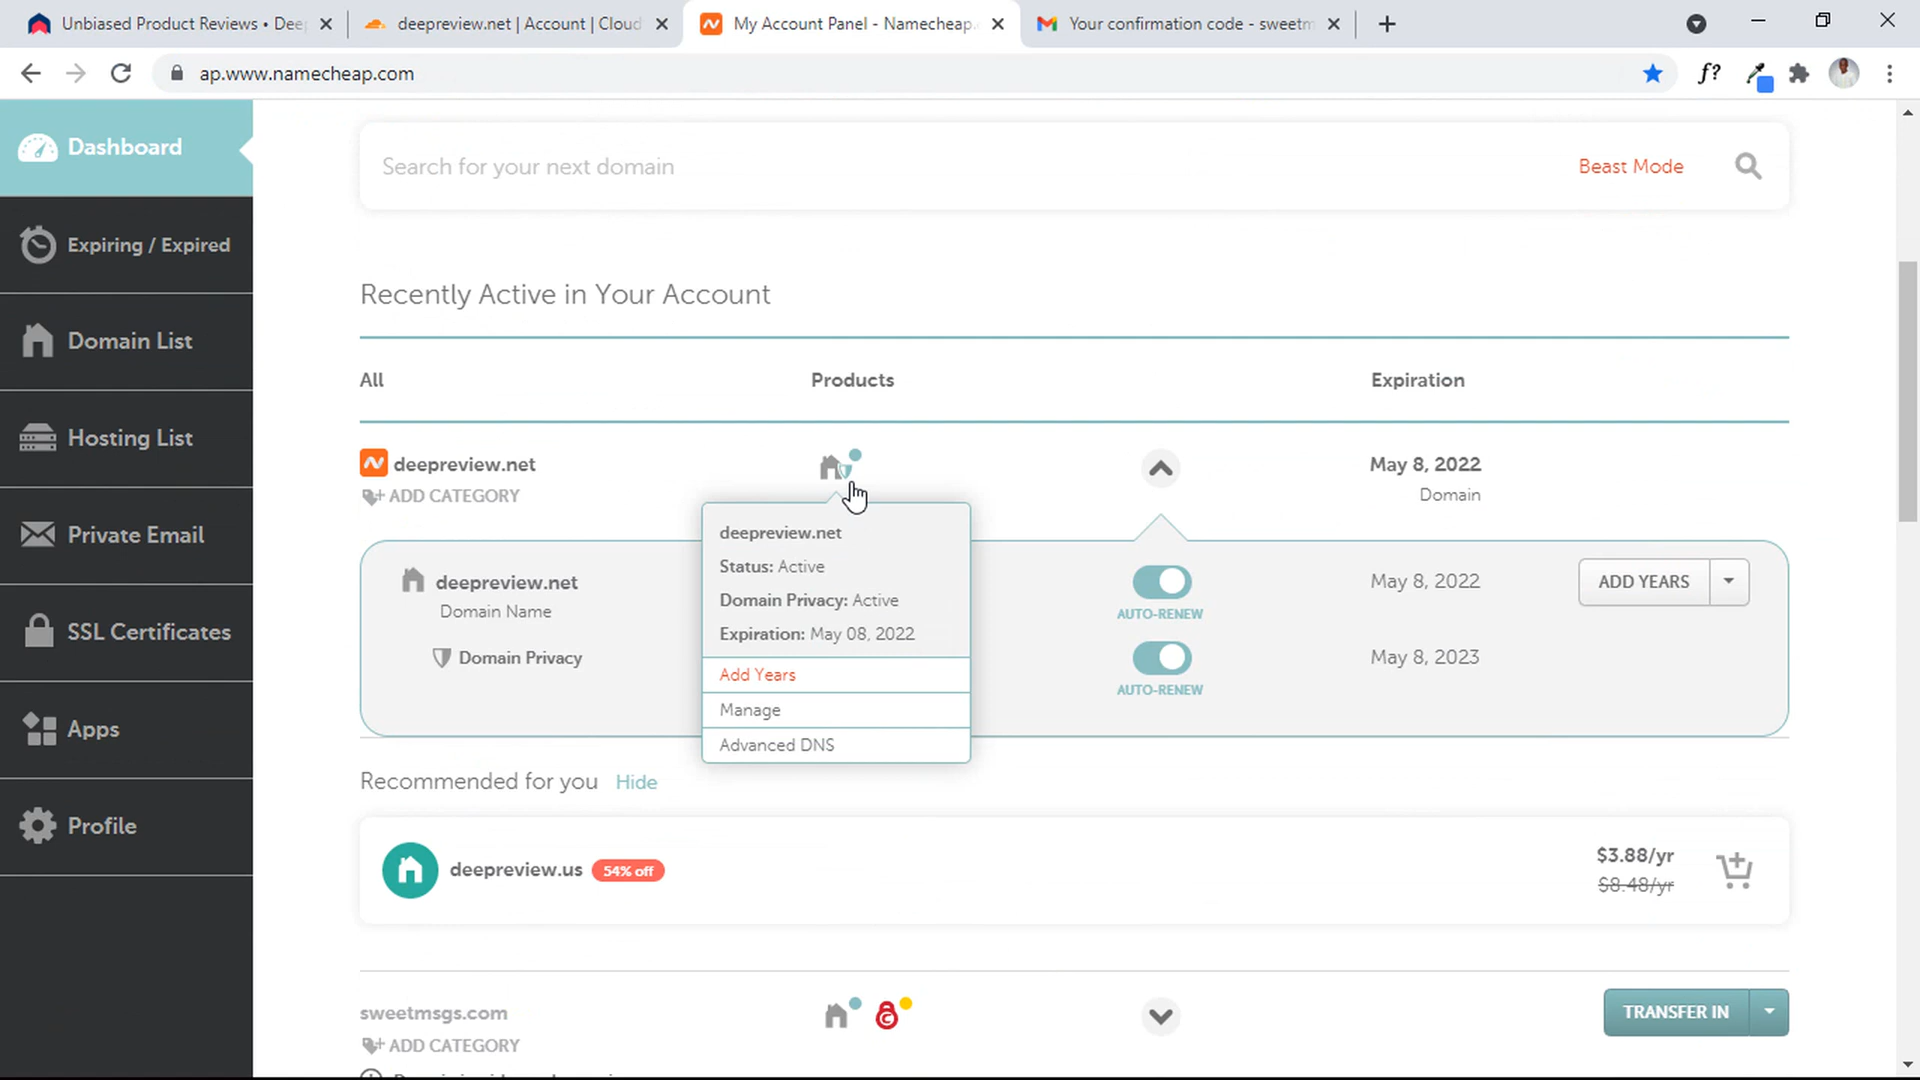 Unbiased Product Reviews • Dee
deepreview.net | Account | Cloud
My Account Panel - Namecheap.
Your confirmation code - sweetm
ap.www.namecheap.com
f?
Dashboard
Expiring / Expired
Domain List
Hosting List
Private Email
SSL Certificates
Apps
Profile
Search for your next domain
Beast Mode
Recently Active in Your Account
All
Products
Expiration
deepreview.net
ADD CATEGORY
May 8, 2022
Domain
deepreview.net
Domain Name
Domain Privacy
deepreview.net
Status: Active
Domain Privacy: Active
Expiration: May 08, 2022
Add Years
Manage
Advanced DNS
AUTO-RENEW
May 8, 2022
ADD YEARS
AUTO-RENEW
May 8, 2023
Recommended for you Hide
deepreview.us 54% off
$3.88/yr
$8.48/yr
sweetmsgs.com
ADD CATEGORY
TRANSFER IN